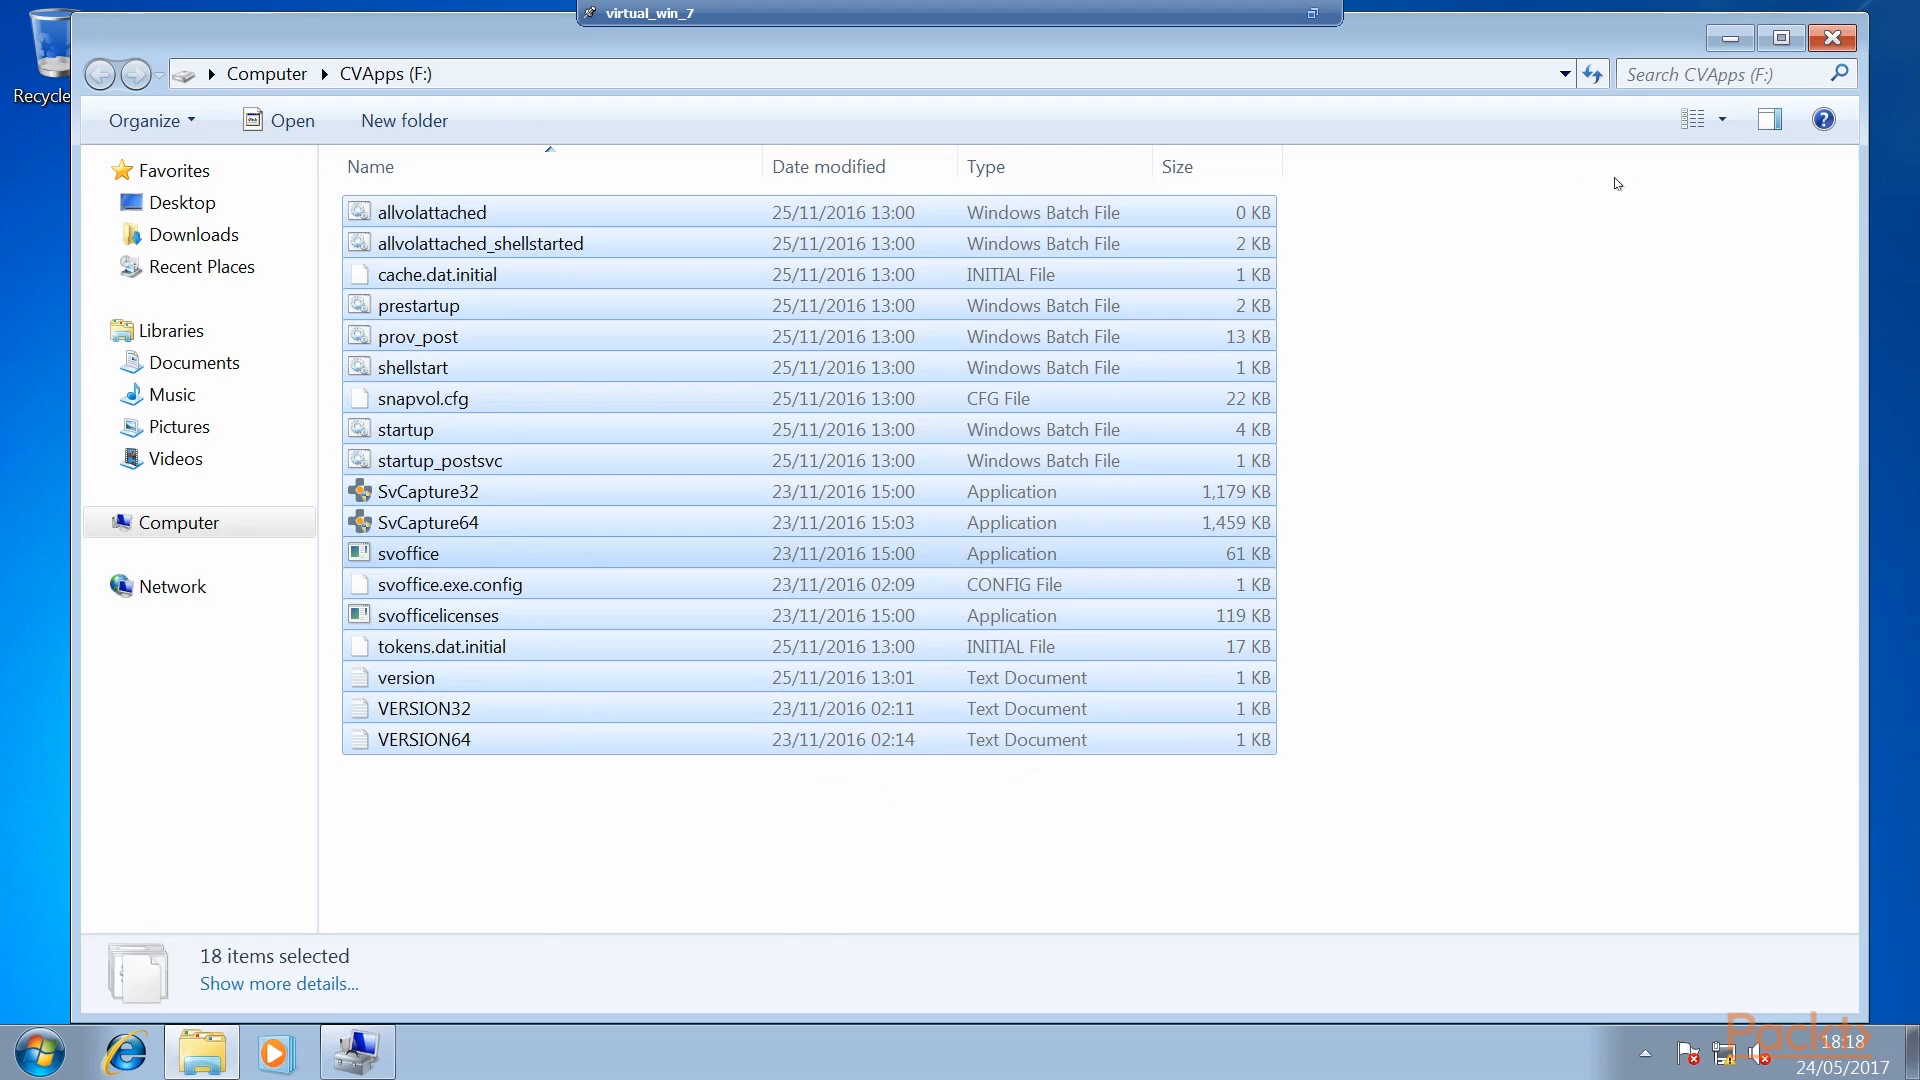 virtual_win_7
Recycle
Computer CVApps (F:)
Search CVApps (F:)
Organize Open New folder
Favorites
Desktop
Downloads
Recent Places
Libraries
Documents
Music
Pictures
Videos
Computer
Network
Name Date modified Type Size
allvolattached 25/11/2016 13:00 Windows Batch File 0 KB
allvolattached_shellstarted 25/11/2016 13:00 Windows Batch File 2 KB
cache.dat.initial 25/11/2016 13:00 INITIAL File 1 KB
prestartup 25/11/2016 13:00 Windows Batch File 2 KB
prov_post 25/11/2016 13:00 Windows Batch File 13 KB
shellstart 25/11/2016 13:00 Windows Batch File 1 KB
snapvol.cfg 25/11/2016 13:00 CFG File 22 KB
startup 25/11/2016 13:00 Windows Batch File 4 KB
startup_postsvc 25/11/2016 13:00 Windows Batch File 1 KB
SvCapture32 23/11/2016 15:00 Application 1,179 KB
SvCapture64 23/11/2016 15:03 Application 1,459 KB
svoffice 23/11/2016 15:00 Application 61 KB
svoffice.exe.config 23/11/2016 02:09 CONFIG File 1 KB
svofficelicenses 23/11/2016 15:00 Application 119 KB
tokens.dat.initial 25/11/2016 13:00 INITIAL File 17 KB
version 25/11/2016 13:01 Text Document 1 KB
VERSION32 23/11/2016 02:11 Text Document 1 KB
VERSION64 23/11/2016 02:14 Text Document 1 KB
18 items selected
Show more details...
Packt>
18:18
24/05/2017